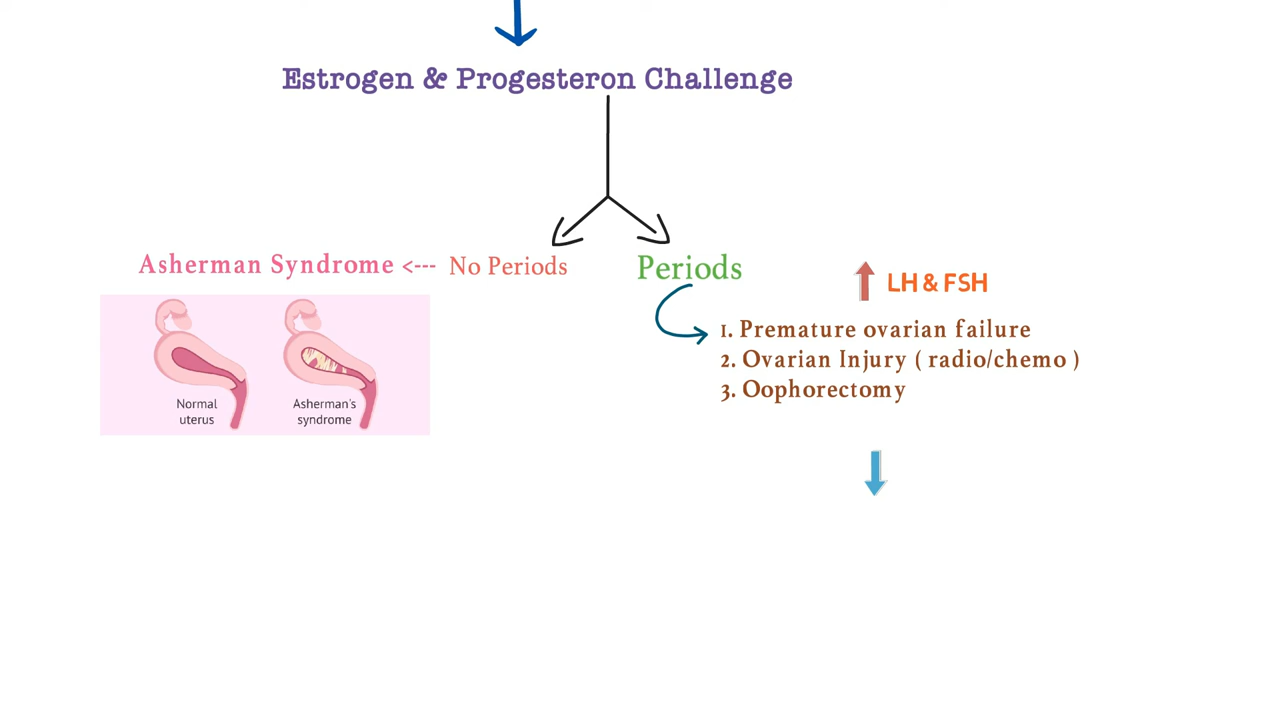 Estrogen & Progesteron Challenge
Asherman Syndrome <--- No Periods
Periods
LH & FSH
1. Premature ovarian failure
2. Ovarian Injury ( radio/chemo )
3. Oophorectomy
Normal
uterus
Asherman's
syndrome